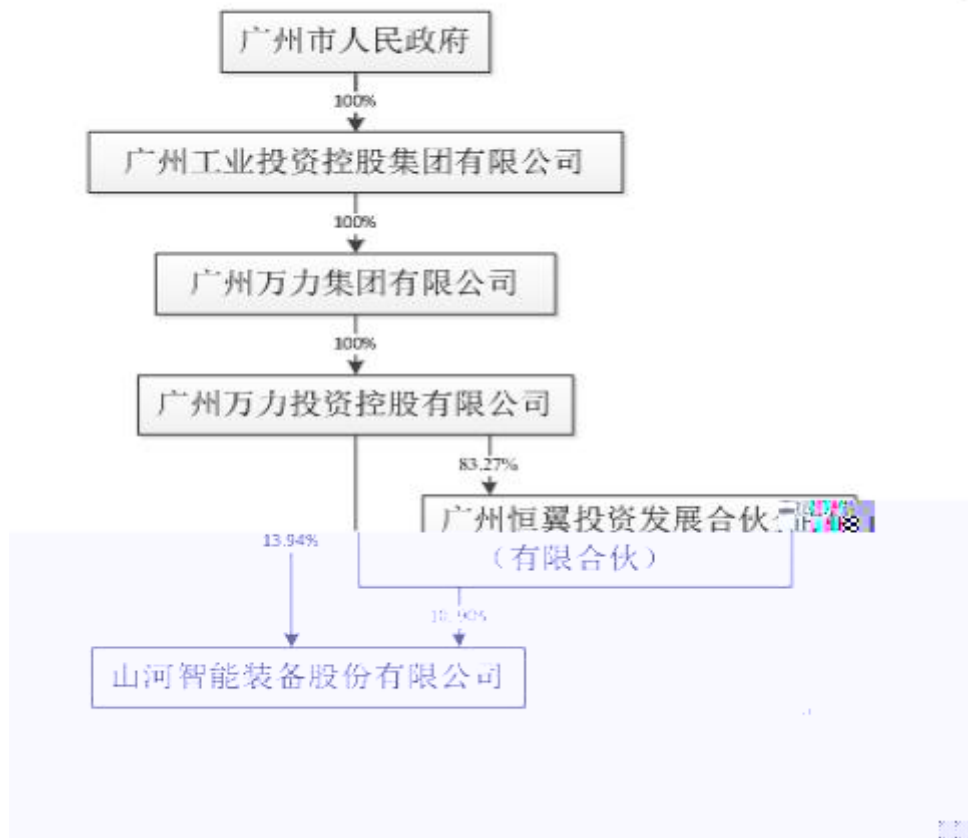 广州市人民政府
100%
广州工业投资控股集团有限公司
100%
广州万力集团有限公司
100%
广州万力投资控股有限公司
83.27%
广州恒翼投资发展合伙
13.94%
（有限合伙）
山河智能装备股份有限公司